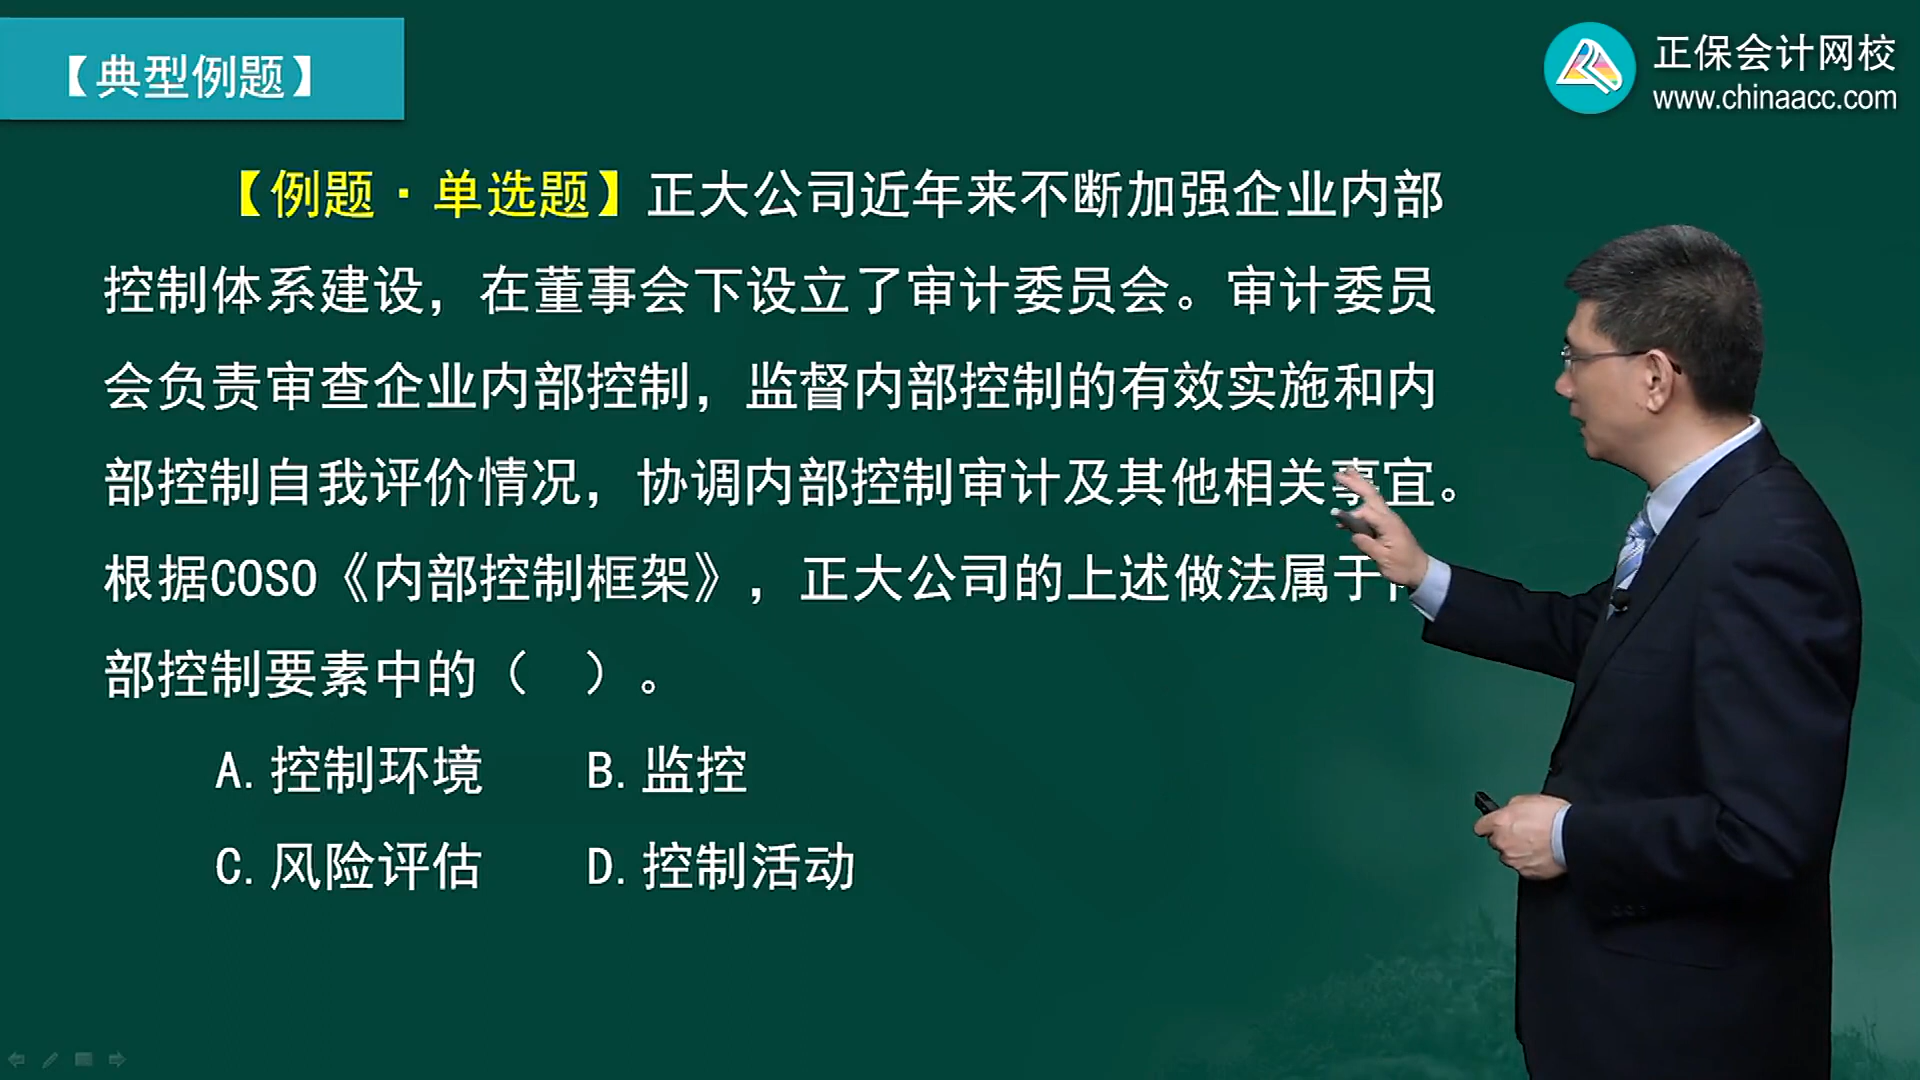 【典型例题】
正保会计网校
www.chinaacc.com
【例题·单选题】正大公司近年来不断加强企业内部
控制体系建设，在董事会下设立了审计委员会。审计委员
会负责审查企业内部控制，监督内部控制的有效实施和内
部控制自我评价情况，协调内部控制审计及其他相关事宜。
根据COSO《内部控制框架》，正大公司的上述做法属于
部控制要素中的（ ）。
A.控制环境 B.监控
C.风险评估 D.控制活动